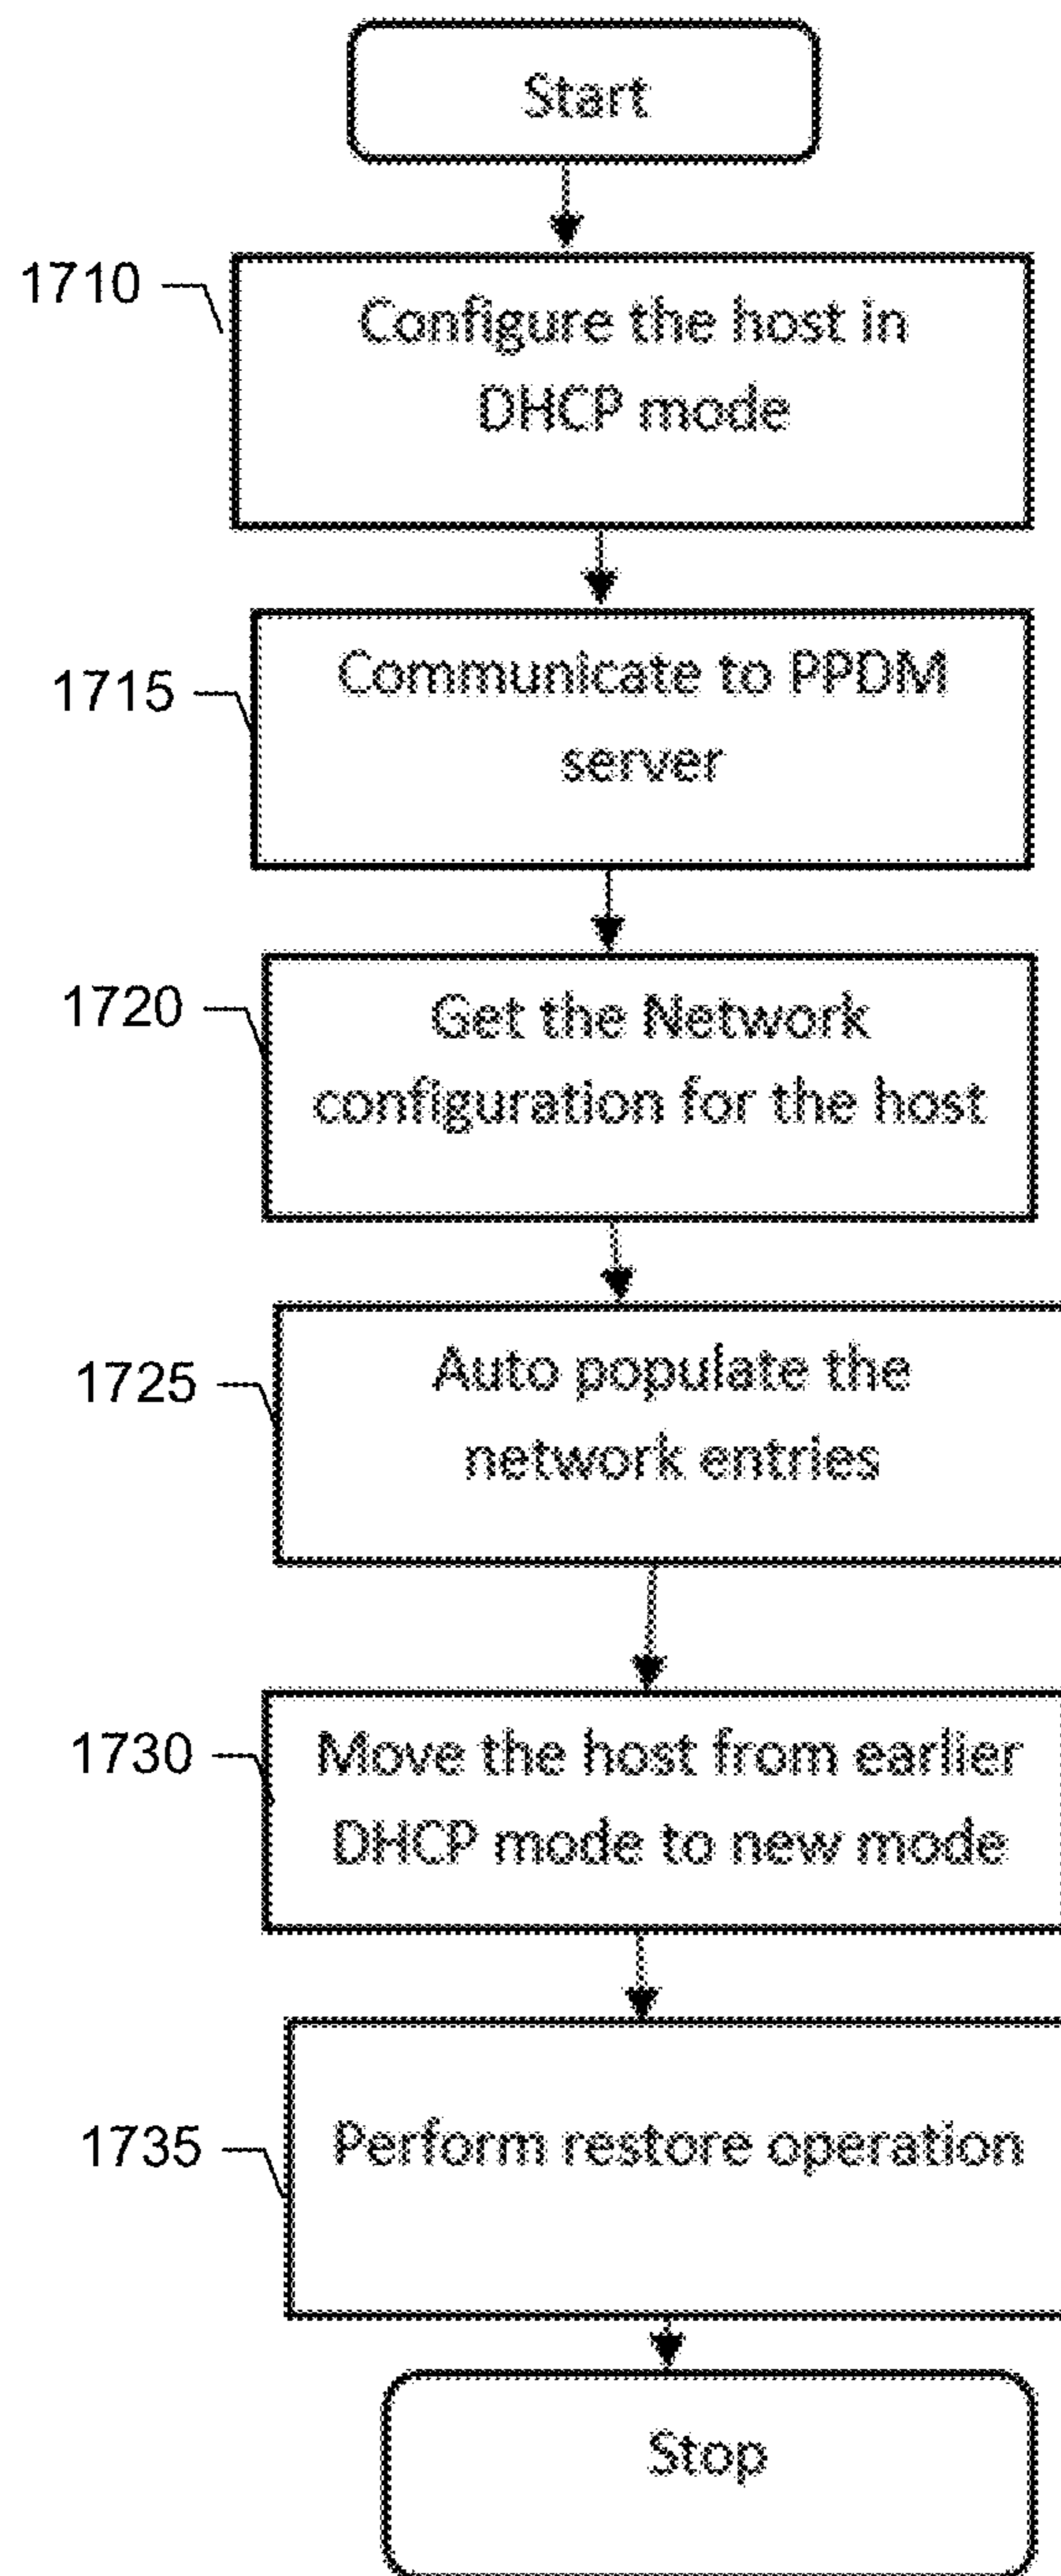 Start
1710
Configure the host in
DHCP mode
1715
Communicate to PPDM
server
1720
Get the Network
configuration for the host
1725
Auto populate the
network entries
1730
Move the host from earlier
DHCP mode to new mode
1735
Perform restore operation
Stop